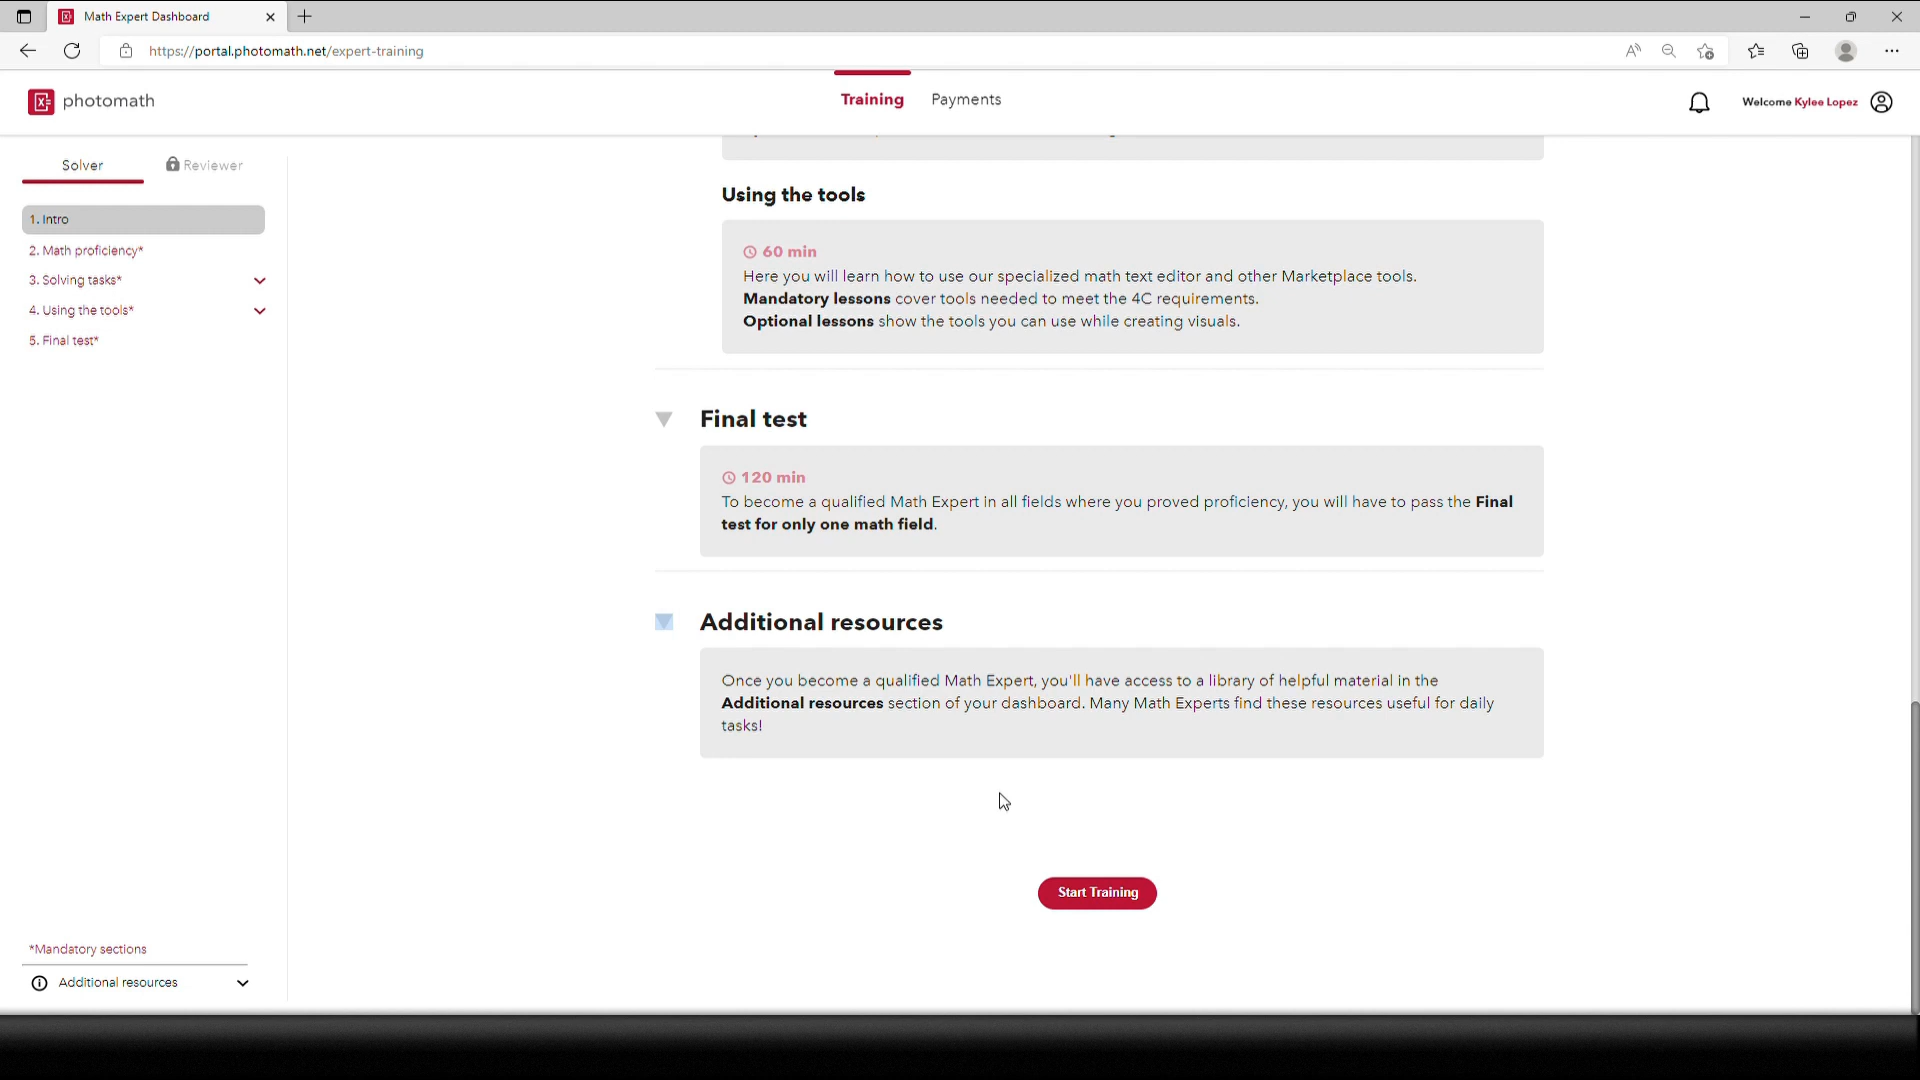 Math Expert Dashboard
https://portal.photomath.net/expert-training
photomath
Training
Payments
Welcome Kylee Lopez
Solver
Reviewer
1. Intro
2. Math proficiency*
3. Solving tasks*
4. Using the tools*
5. Final test*
*Mandatory sections
Additional resources
Using the tools
60 min
Here you will learn how to use our specialized math text editor and other Marketplace tools.
Mandatory lessons cover tools needed to meet the 4C requirements.
Optional lessons show the tools you can use while creating visuals.
Final test
120 min
To become a qualified Math Expert in all fields where you proved proficiency, you will have to pass the Final
test for only one math field.
Additional resources
Once you become a qualified Math Expert, you'll have access to a library of helpful material in the
Additional resources section of your dashboard. Many Math Experts find these resources useful for daily
tasks!
Start Training